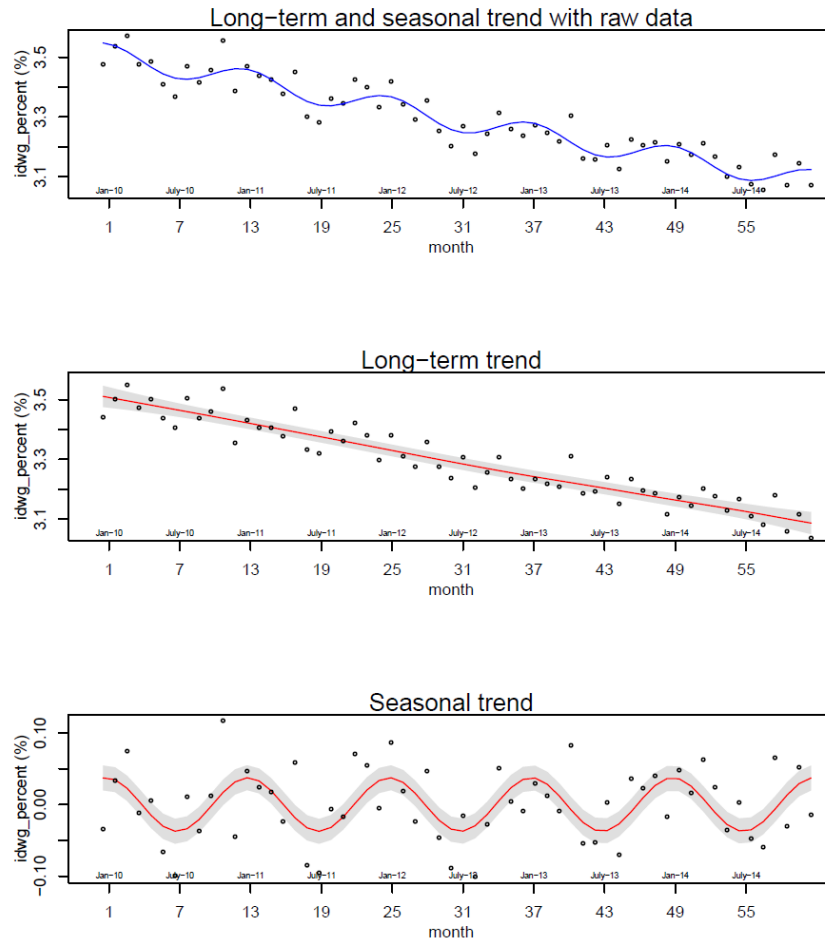 Long-term and seasonal trend with raw data
idwg_percent (%)
3.5
3.3
3.1
Jan-10 July-10 Jan-11 July-11 Jan-12 July-12 Jan-13 July-13 Jan-14 July-14
1 7 13 19 25 31 37 43 49 55
month
Long-term trend
idwg_percent (%)
3.5
3.3
3.1
Jan-10 July-10 Jan-11 July-11 Jan-12 July-12 Jan-13 July-13 Jan-14 July-14
1 7 13 19 25 31 37 43 49 55
month
Seasonal trend
idwg_percent (%)
0.10
-0.00
-0.10
Jan-10 July-10 Jan-11 July-11 Jan-12 July-12 Jan-13 July-13 Jan-14 July-14
1 7 13 19 25 31 37 43 49 55
month